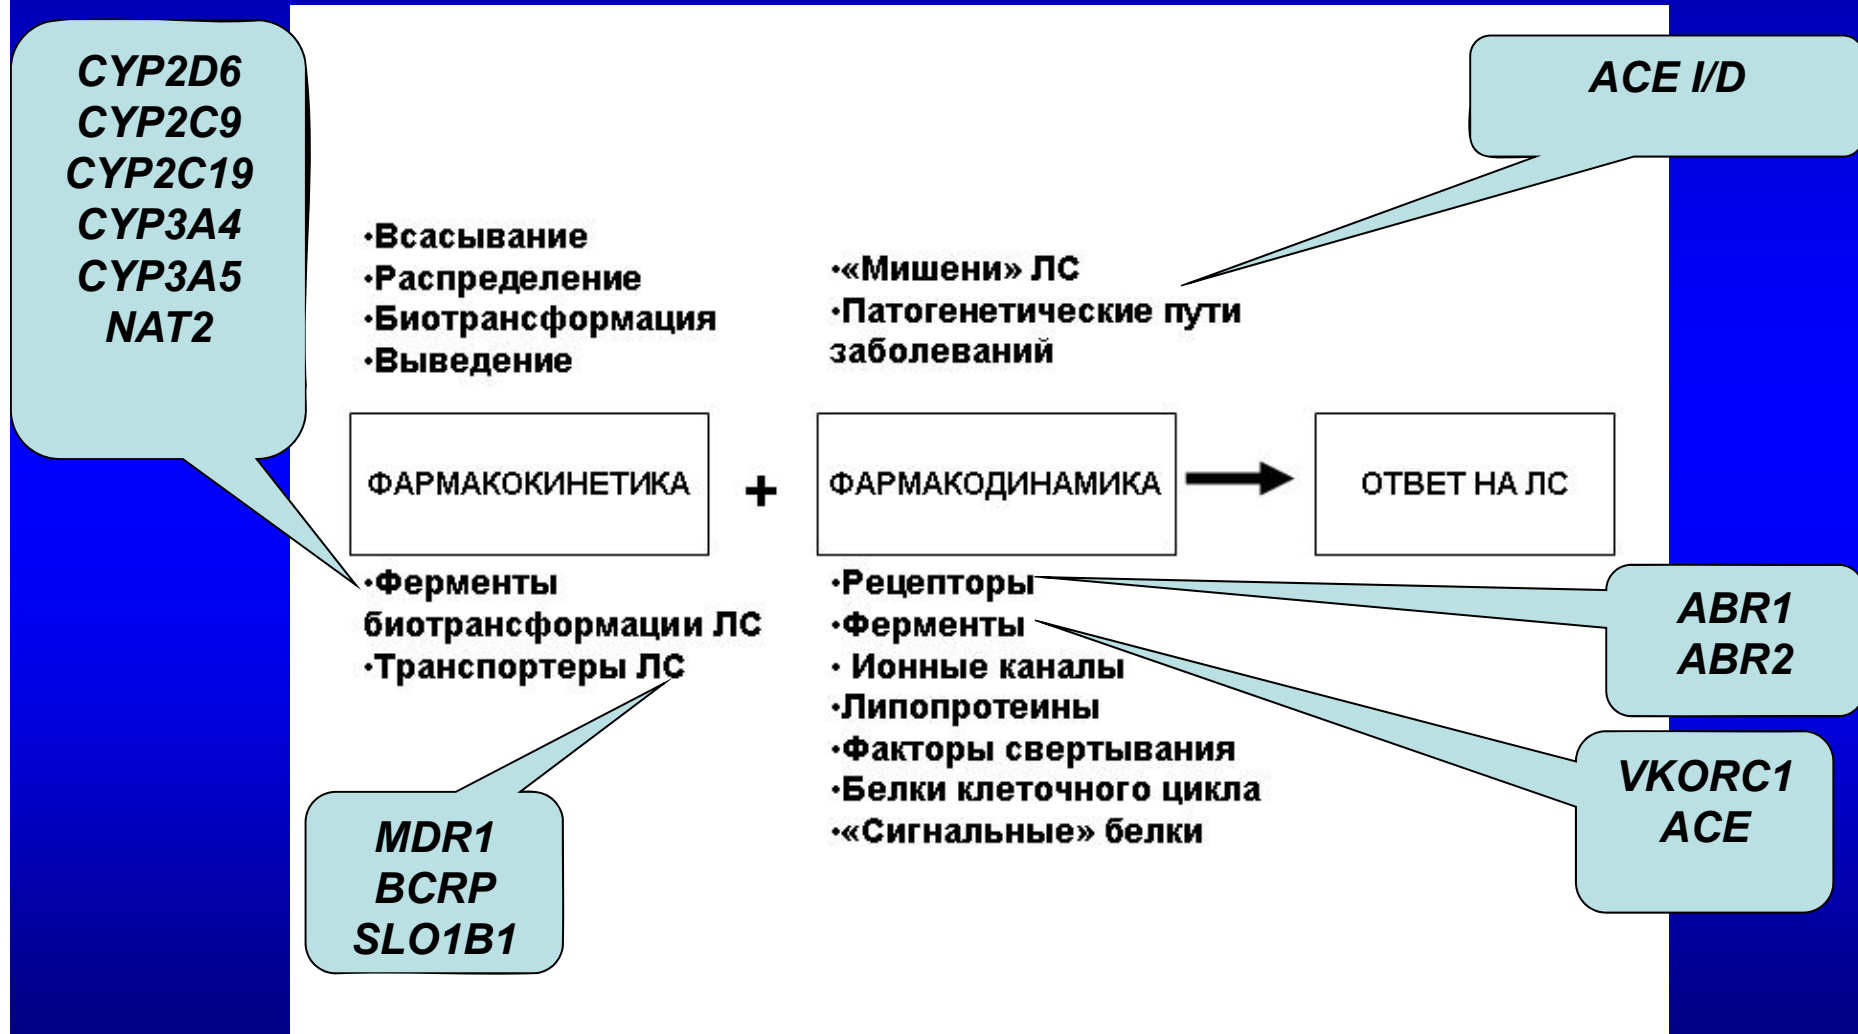 CYP2D6
CYP2C9
CYP2C19
CYP3A4
CYP3A5
NAT2
ACE I/D
·Всасывание
·Распределение
·Биотрансформация
·Выведение
·«Мишени» ЛС
·Патогенетические пути
заболеваний
ФАРМАКОКИНЕТИКА
+
ФАРМАКОДИНАМИКА
ОТВЕТ НА ЛС
·Ферменты
биотрансформации ЛС
·Транспортеры ЛС
·Рецепторы
·Ферменты
· Ионные каналы
·Липопротеины
·Факторы свертывания
·Белки клеточного цикла
·«Сигнальные» белки
ABR1
ABR2
VKORC1
ACE
MDR1
BCRP
SLO1B1